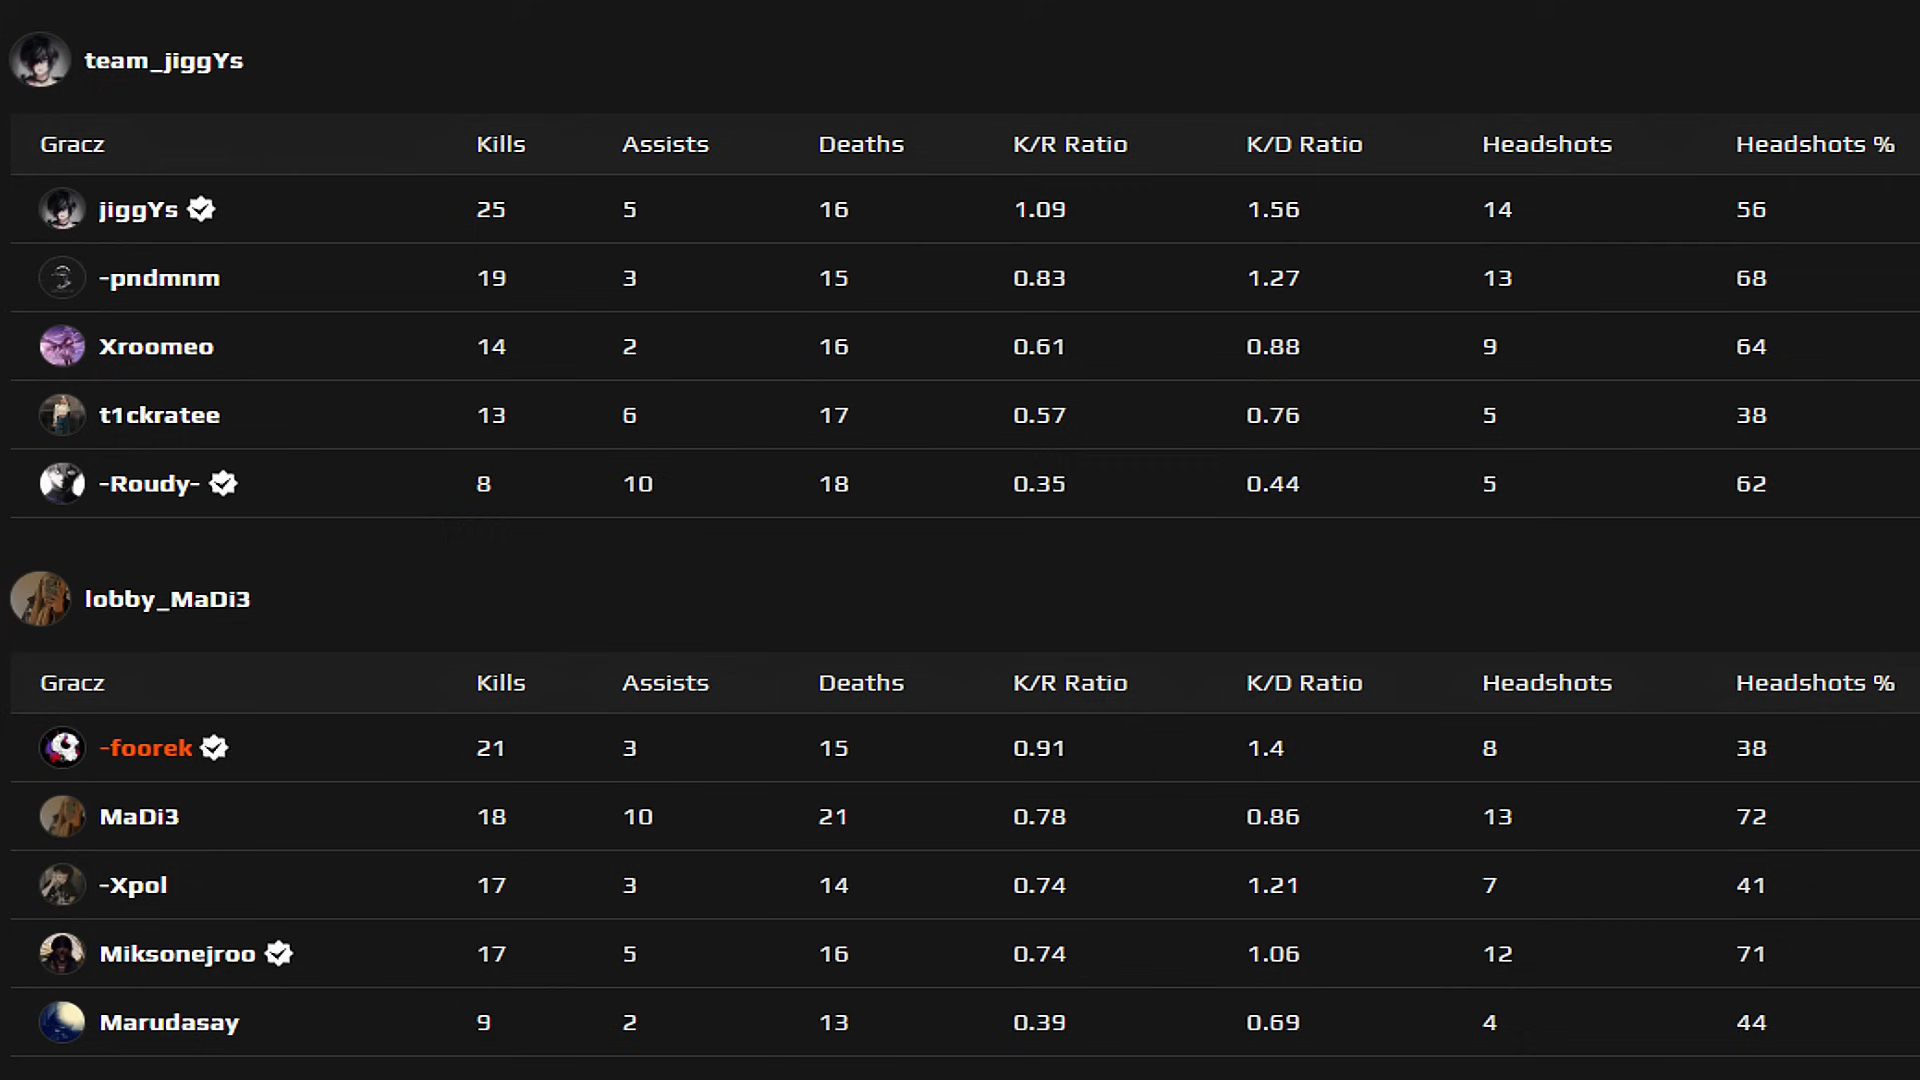 team_jiggYs
Gracz Kills Assists Deaths K/R Ratio K/D Ratio Headshots Headshots %
jiggYs 25 5 16 1.09 1.56 14 56
-pndmnm 19 3 15 0.83 1.27 13 68
Xroomeo 14 2 16 0.61 0.88 9 64
t1ckratee 13 6 17 0.57 0.76 5 38
-Roudy- 8 10 18 0.35 0.44 5 62
lobby_MaDi3
Gracz Kills Assists Deaths K/R Ratio K/D Ratio Headshots Headshots %
-foorek 21 3 15 0.91 1.4 8 38
MaDi3 18 10 21 0.78 0.86 13 72
-Xpol 17 3 14 0.74 1.21 7 41
Miksonejroo 17 5 16 0.74 1.06 12 71
Marudasay 9 2 13 0.39 0.69 4 44